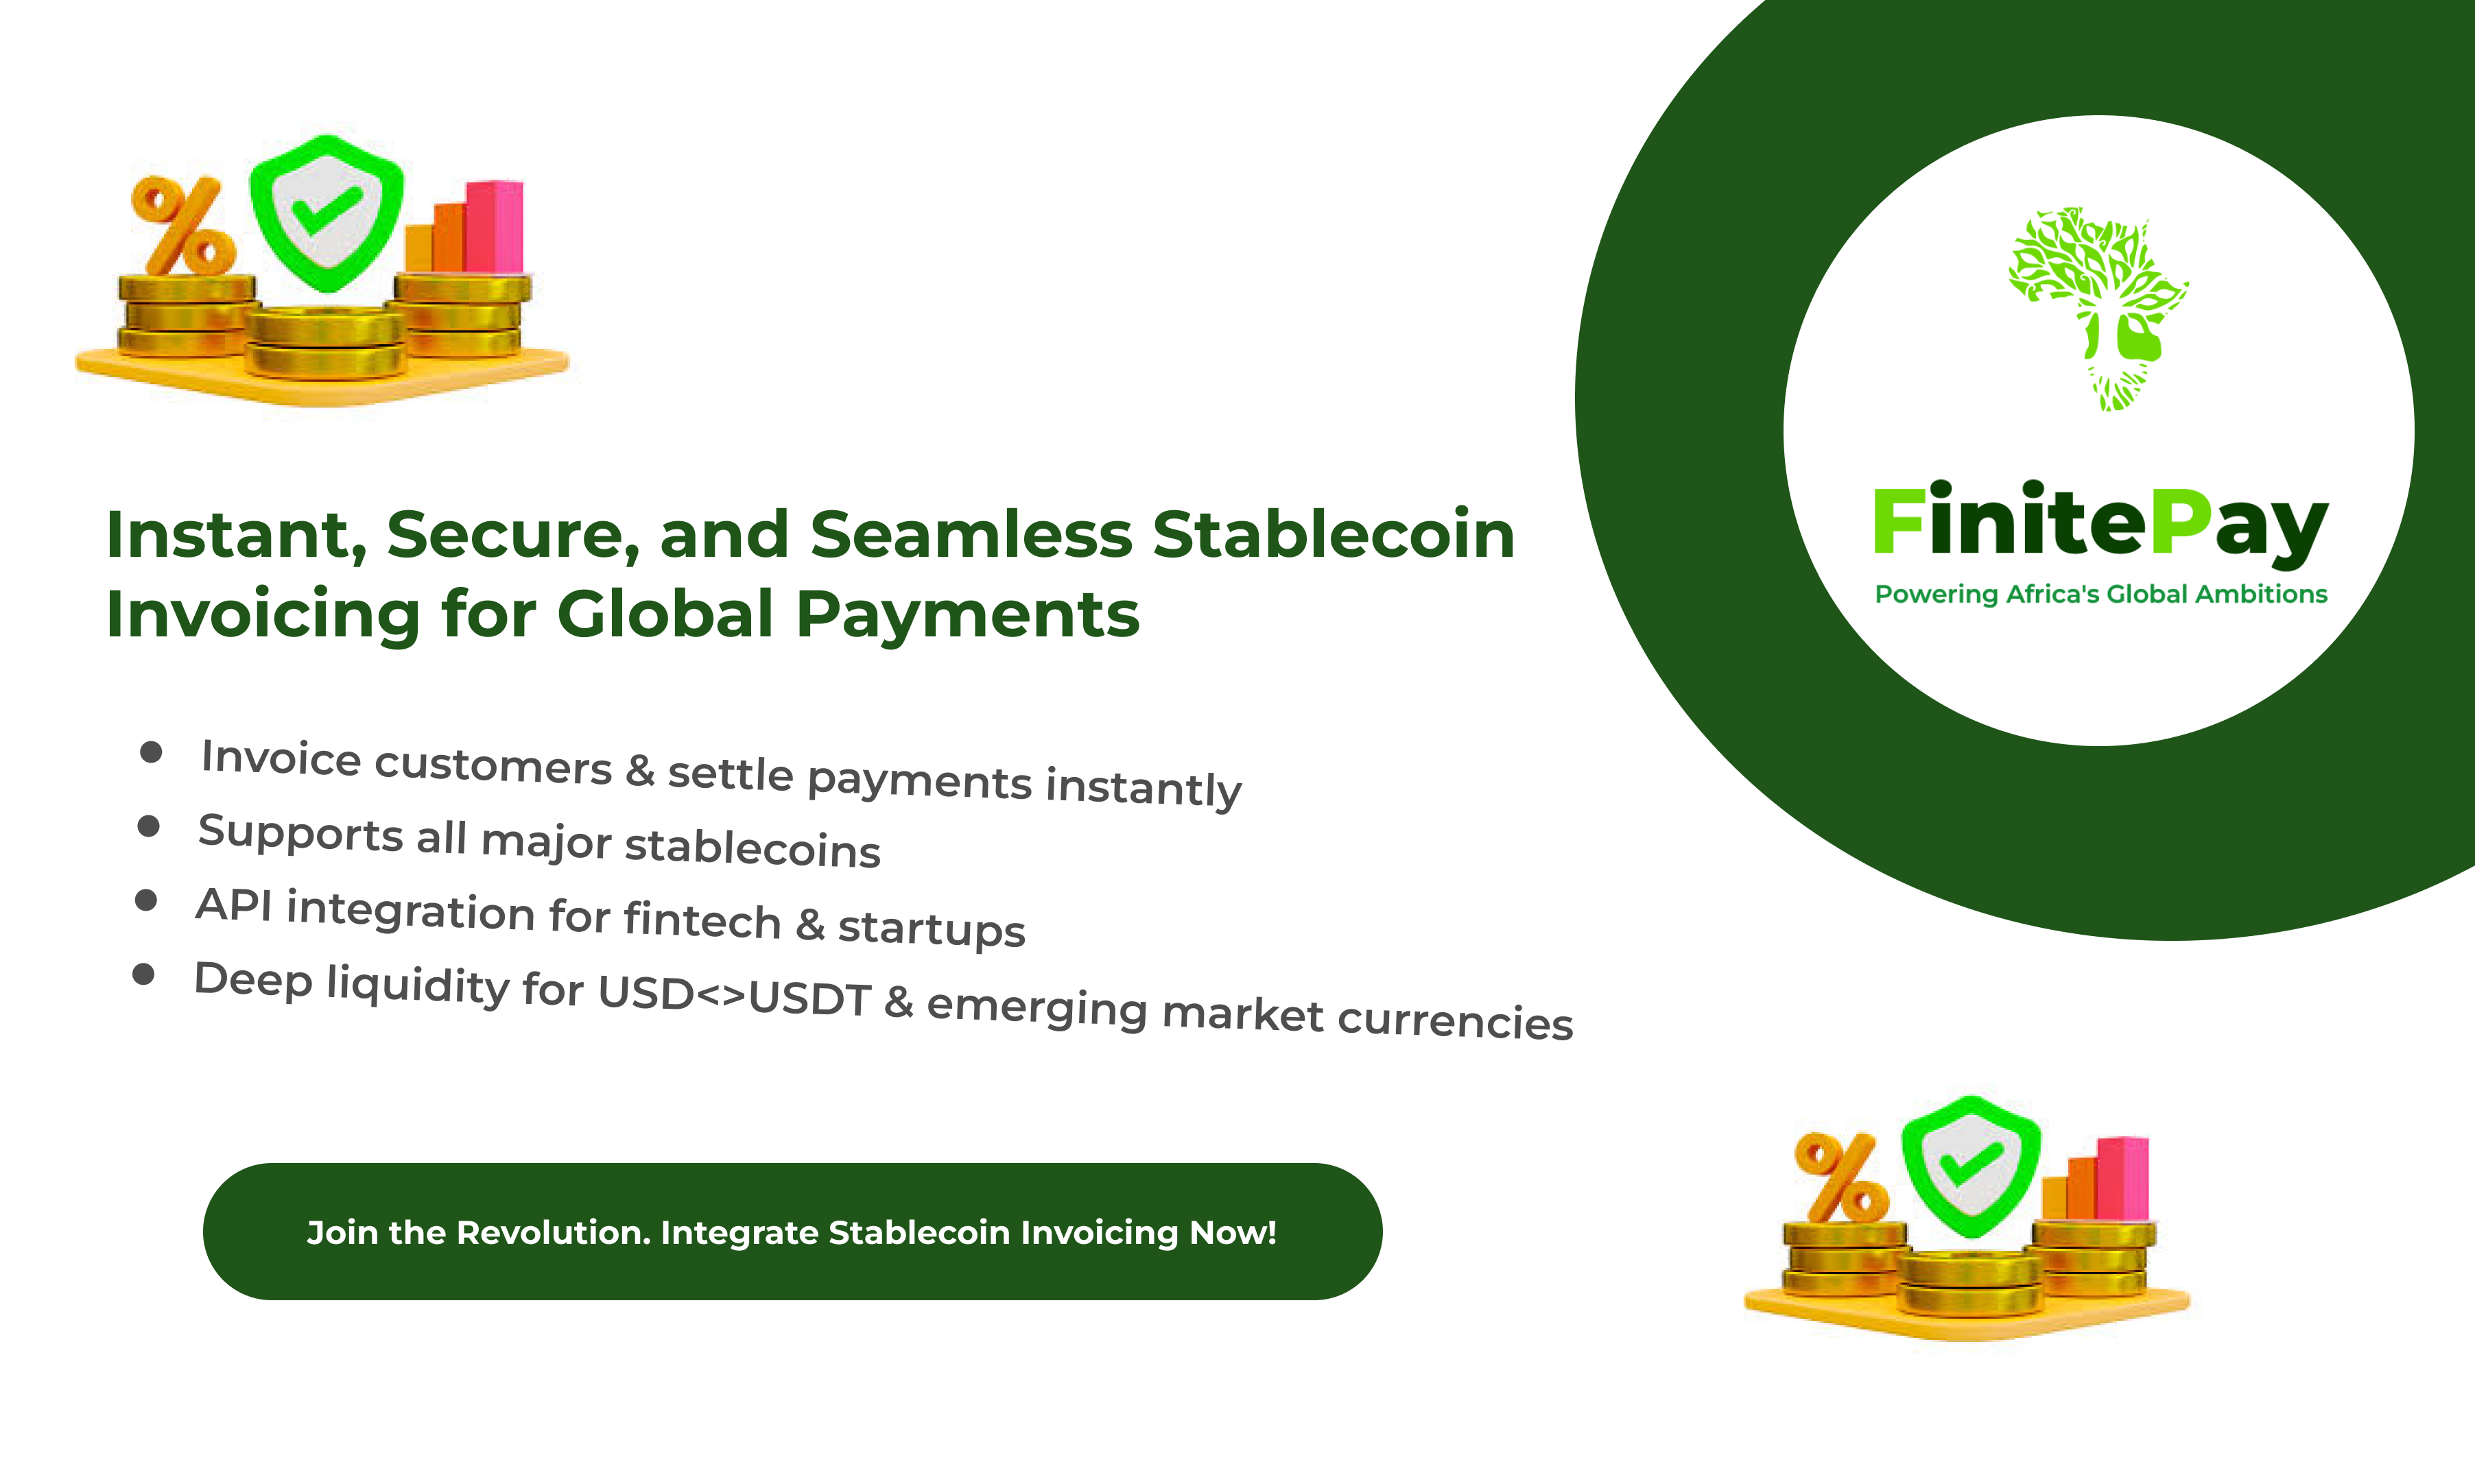 FinitePay
Powering Africa's Global Ambitions
Instant, Secure, and Seamless Stablecoin
Invoicing for Global Payments
Invoice customers & settle payments instantly
Supports all major stablecoins
API integration for fintech & startups
Deep liquidity for USD<>USDT & emerging market currencies
Join the Revolution. Integrate Stablecoin Invoicing Now!